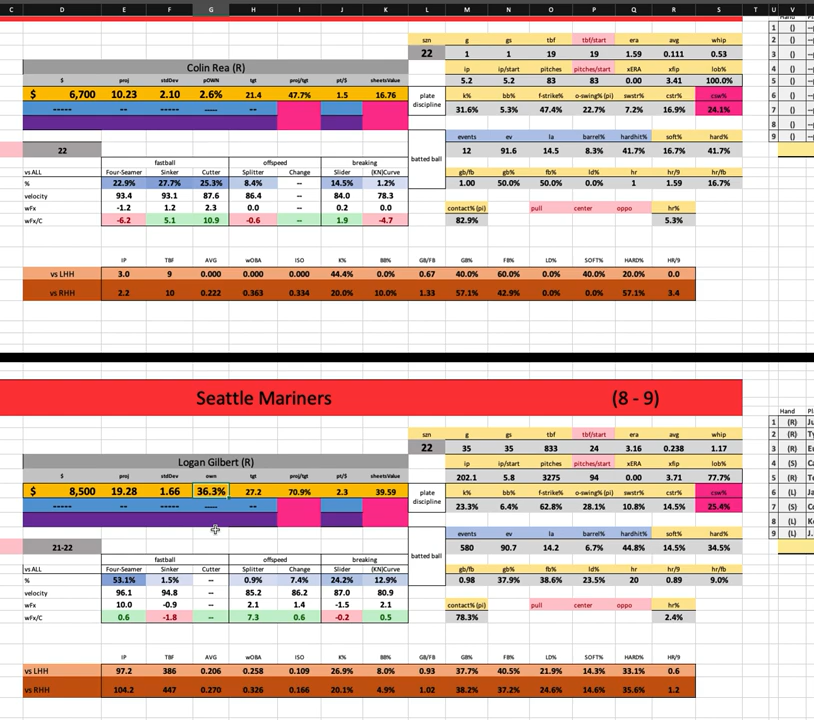 C D E F G H I J K L M N O P Q R S T U V W
Hand Pl
1 ()
szn g gs tbf tbf/start era avg whip
2 ()
22 1 1 19 19 1.59 0.111 0.53
3 ()
Colin Rea (R)
ip ip/start pitches pitches/start xERA xfip lob%
4 ()
$ proj stdDev pOWN tgt proj/tgt pt/$ sheetsValue
5.2 5.2 83 83 0.00 3.41 100.0%
5 ()
$ 6,700 10.23 2.10 2.6% 21.4 47.7% 1.5 16.76
plate discipline
k% bb% f-strike% o-swing% (pi) swstr% cstr% csw%
6 ()
----- -- ----- ---- --
31.6% 5.3% 47.4% 22.7% 7.2% 16.9% 24.1%
7 ()
8 ()
events ev la barrel% hardhit% soft% hard%
9 ()
22
batted ball
12 91.6 14.5 8.3% 41.7% 16.7% 41.7%
fastball offspeed breaking
vs ALL Four-Seamer Sinker Cutter Splitter Change Slider (KN)Curve
gb/fb gb% fb% ld% hr hr/9 hr/fb
% 22.9% 27.7% 25.3% 8.4% -- 14.5% 1.2%
1.00 50.0% 50.0% 0.0% 1 1.59 16.7%
velocity 93.4 93.1 87.6 86.4 -- 84.0 78.3
wFx -1.2 1.2 2.3 0.0 -- 0.2 0.0
contact% (pi) pull center oppo hr%
wFx/C -6.2 5.1 10.9 -0.6 -- 1.9 -4.7
82.9% 5.3%
IP TBF AVG wOBA ISO K% BB% GB/FB GB% FB% LD% SOFT% HARD% HR/9
vs LHH 3.0 9 0.000 0.000 0.000 44.4% 0.0% 0.67 40.0% 60.0% 0.0% 40.0% 20.0% 0.0
vs RHH 2.2 10 0.222 0.363 0.334 20.0% 10.0% 1.33 57.1% 42.9% 0.0% 0.0% 57.1% 3.4
Seattle Mariners (8 - 9)
Hand Pl
1 (R) Ju
szn g gs tbf tbf/start era avg whip
2 (R) Ty
22 35 35 833 24 3.16 0.238 1.17
3 (R) Eu
Logan Gilbert (R)
ip ip/start pitches pitches/start xERA xfip lob%
4 (S) Ca
$ proj stdDev own tgt proj/tgt pt/$ sheetsValue
202.1 5.8 3275 94 0.00 3.71 77.7%
5 (R) Te
$ 8,500 19.28 1.66 36.3% 27.2 70.9% 2.3 39.59
plate discipline
k% bb% f-strike% o-swing% (pi) swstr% cstr% csw%
6 (L) Ja
----- -- ----- ---- --
23.3% 6.4% 62.8% 28.1% 10.8% 14.5% 25.4%
7 (S) Co
8 (L) Ke
events ev la barrel% hardhit% soft% hard%
9 (L) J.
21-22
batted ball
580 90.7 14.2 6.7% 44.8% 14.5% 34.5%
fastball offspeed breaking
vs ALL Four-Seamer Sinker Cutter Splitter Change Slider (KN)Curve
gb/fb gb% fb% ld% hr hr/9 hr/fb
% 53.1% 1.5% -- 0.9% 7.4% 24.2% 12.9%
0.98 37.9% 38.6% 23.5% 20 0.89 9.0%
velocity 96.1 94.8 -- 85.2 86.2 87.0 80.9
wFx 10.0 -0.9 -- 2.1 1.4 -1.5 2.1
contact% (pi) pull center oppo hr%
wFx/C 0.6 -1.8 -- 7.3 0.6 -0.2 0.5
78.3% 2.4%
IP TBF AVG wOBA ISO K% BB% GB/FB GB% FB% LD% SOFT% HARD% HR/9
vs LHH 97.2 386 0.206 0.258 0.109 26.9% 8.0% 0.93 37.7% 40.5% 21.9% 14.3% 33.1% 0.6
vs RHH 104.2 447 0.270 0.326 0.166 20.1% 4.9% 1.02 38.2% 37.2% 24.6% 14.6% 35.6% 1.2